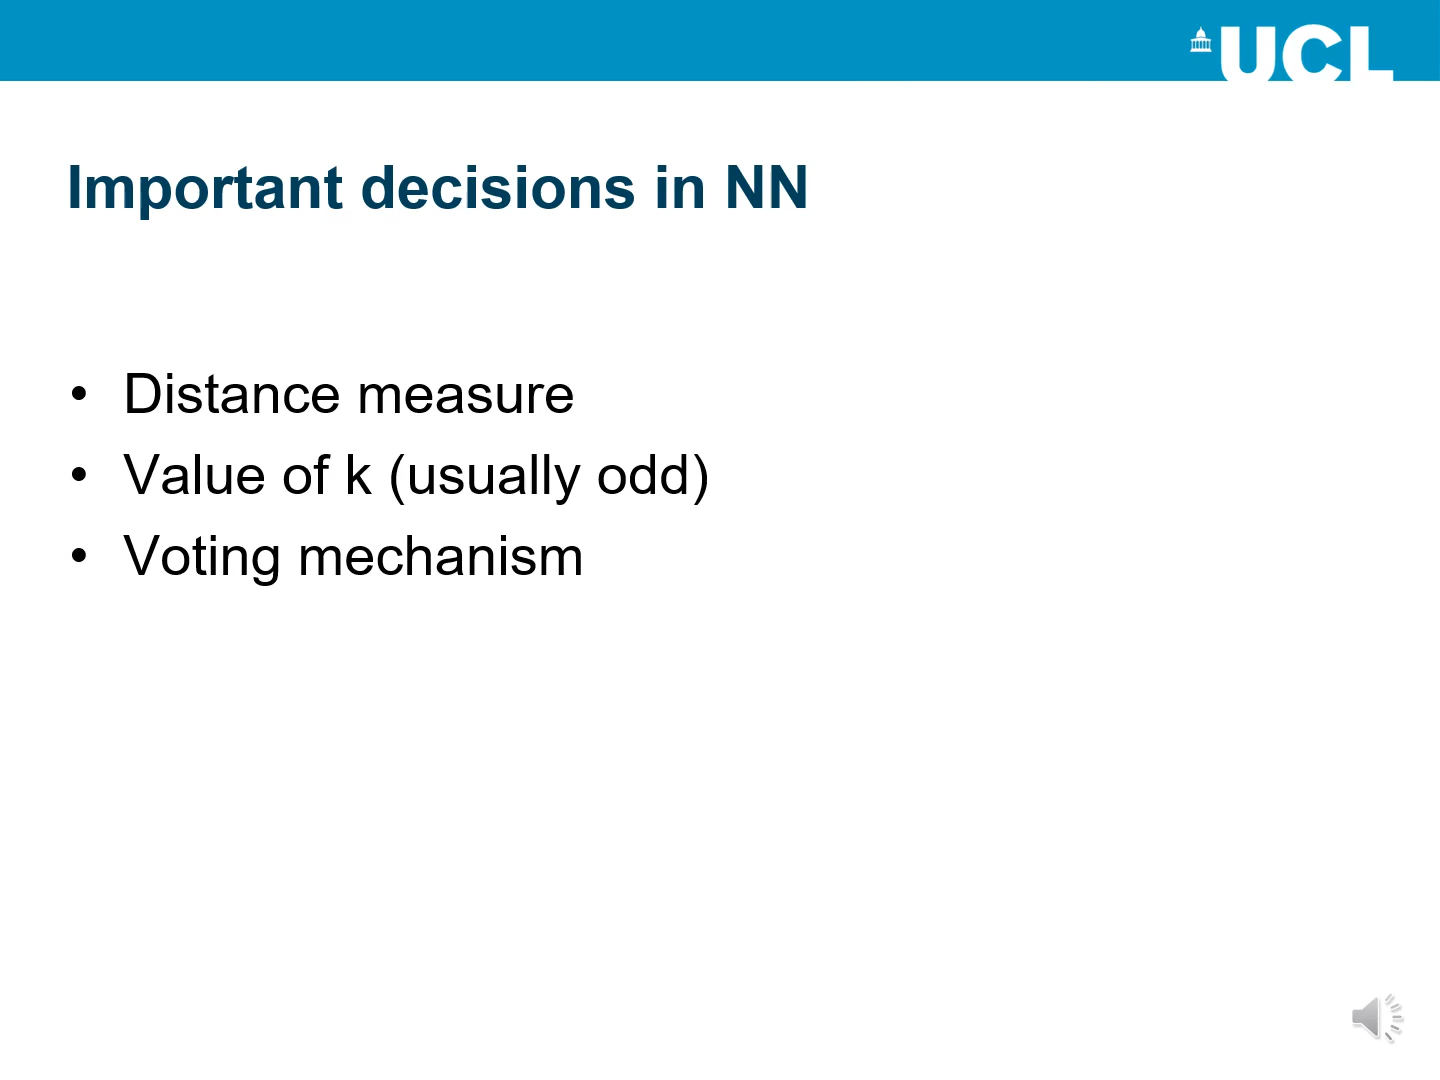 UCL
Important decisions in NN
• Distance measure
• Value of k (usually odd)
• Voting mechanism